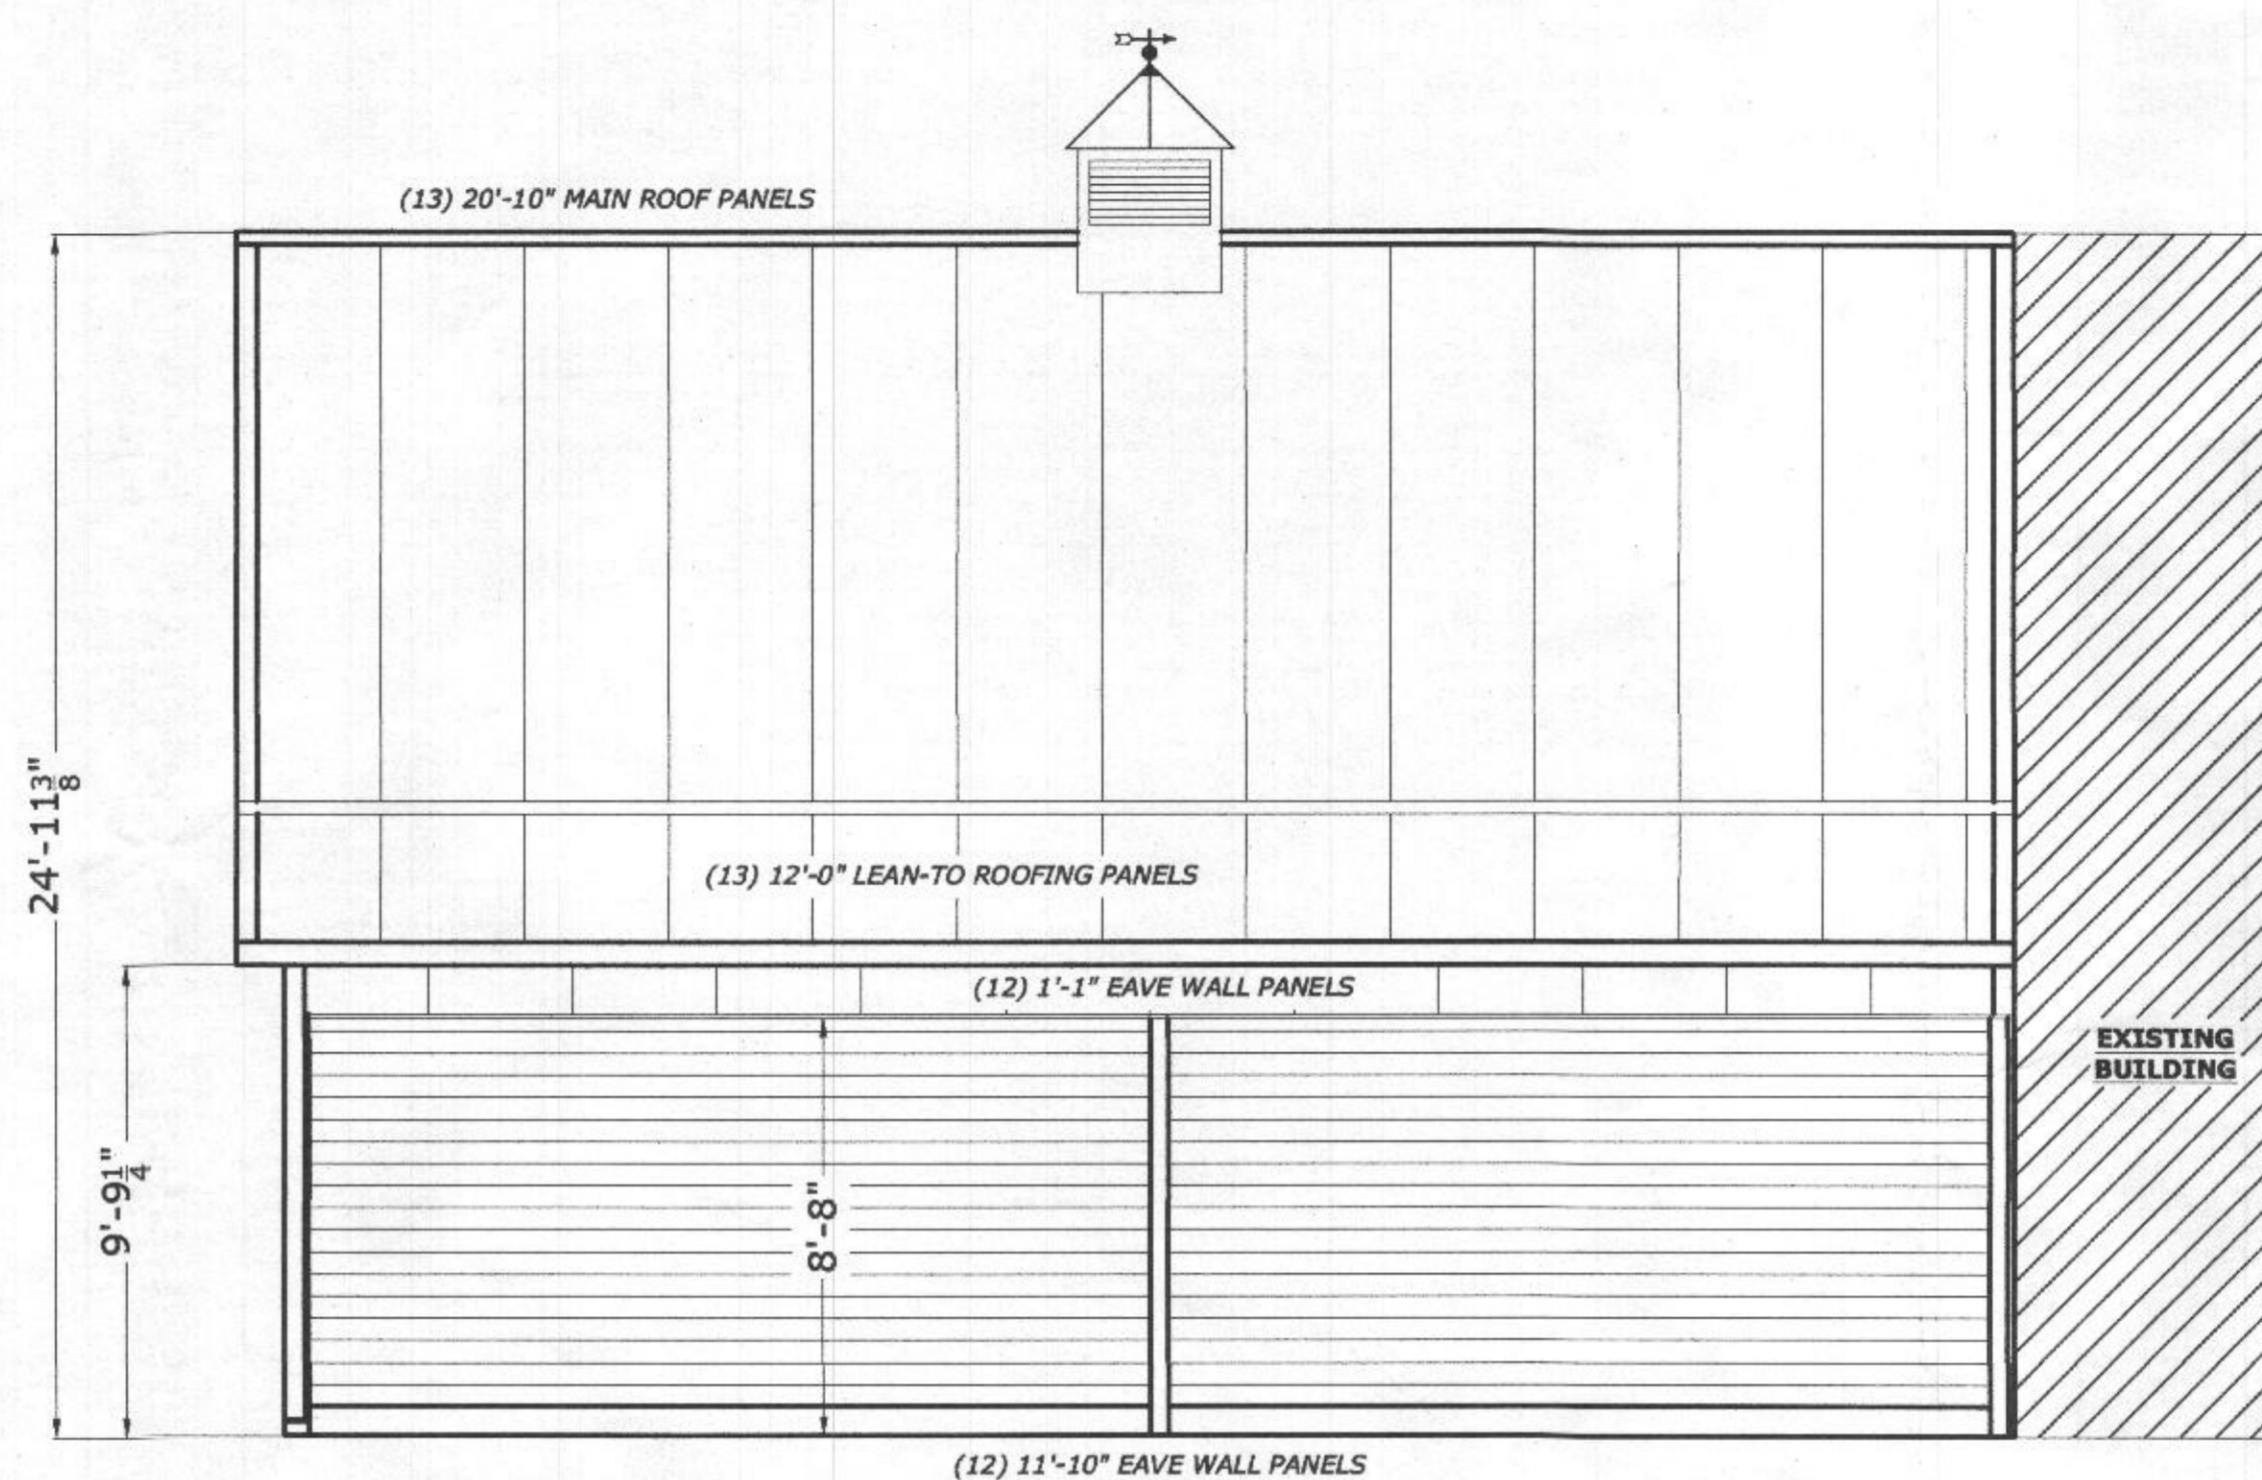 (13) 20'-10" MAIN ROOF PANELS
24'-11 3/8"
(13) 12'-0" LEAN-TO ROOFING PANELS
(12) 1'-1" EAVE WALL PANELS
EXISTING
BUILDING
9'-9 1/4"
8'-8"
(12) 11'-10" EAVE WALL PANELS